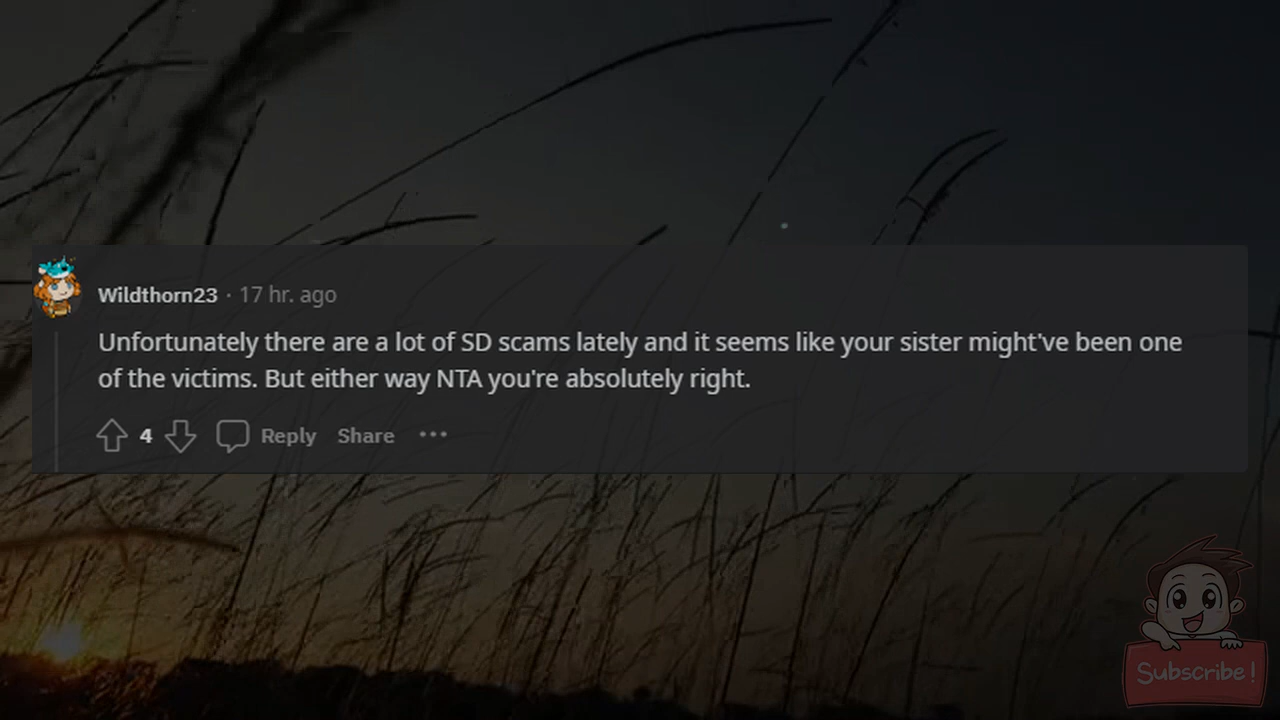 Wildthorn23 · 17 hr. ago
Unfortunately there are a lot of SD scams lately and it seems like your sister might've been one
of the victims. But either way NTA you're absolutely right.
4 Reply Share ···
Subscribe!